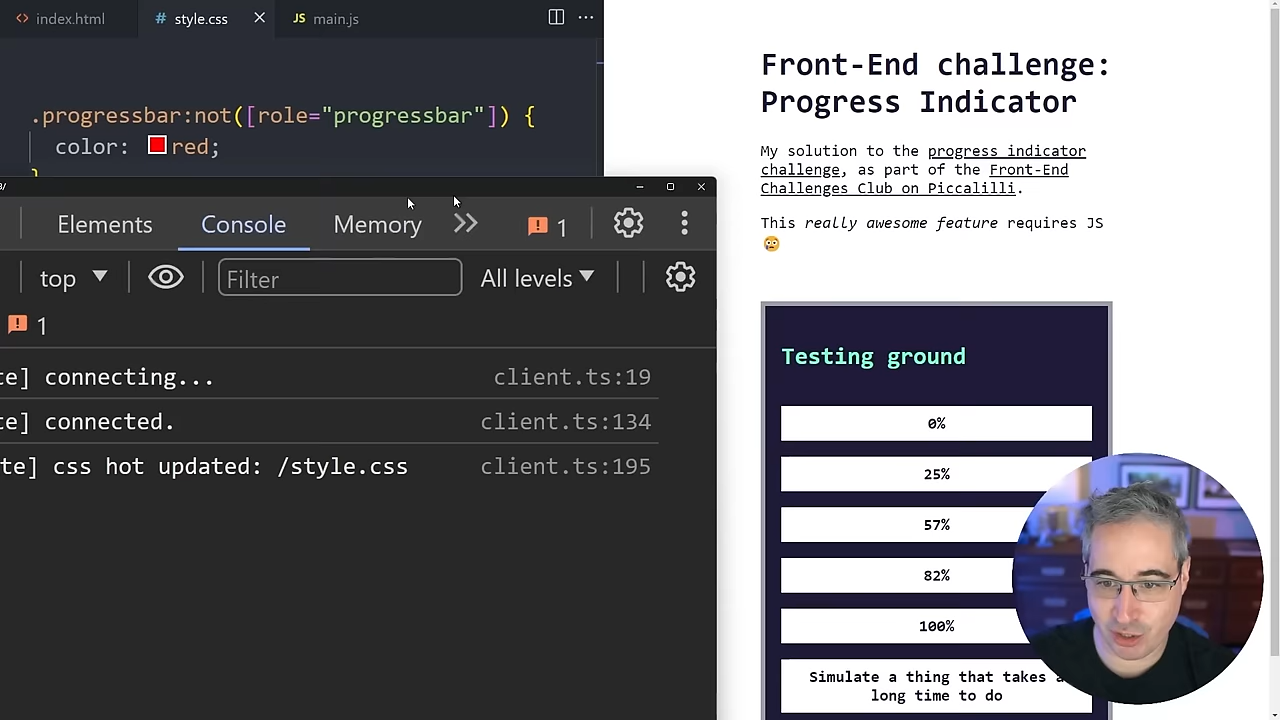 index.html
style.css
JS main.js
.progressbar:not([role="progressbar"]) {
color: red;
}
Elements
Console
Memory
1
top
Filter
All levels
1
te] connecting... client.ts:19
te] connected. client.ts:134
te] css hot updated: /style.css client.ts:195
Front-End challenge:
Progress Indicator
My solution to the progress indicator
challenge, as part of the Front-End
Challenges Club on Piccalilli.
This really awesome feature requires JS
Testing ground
0%
25%
57%
82%
100%
Simulate a thing that takes a
long time to do